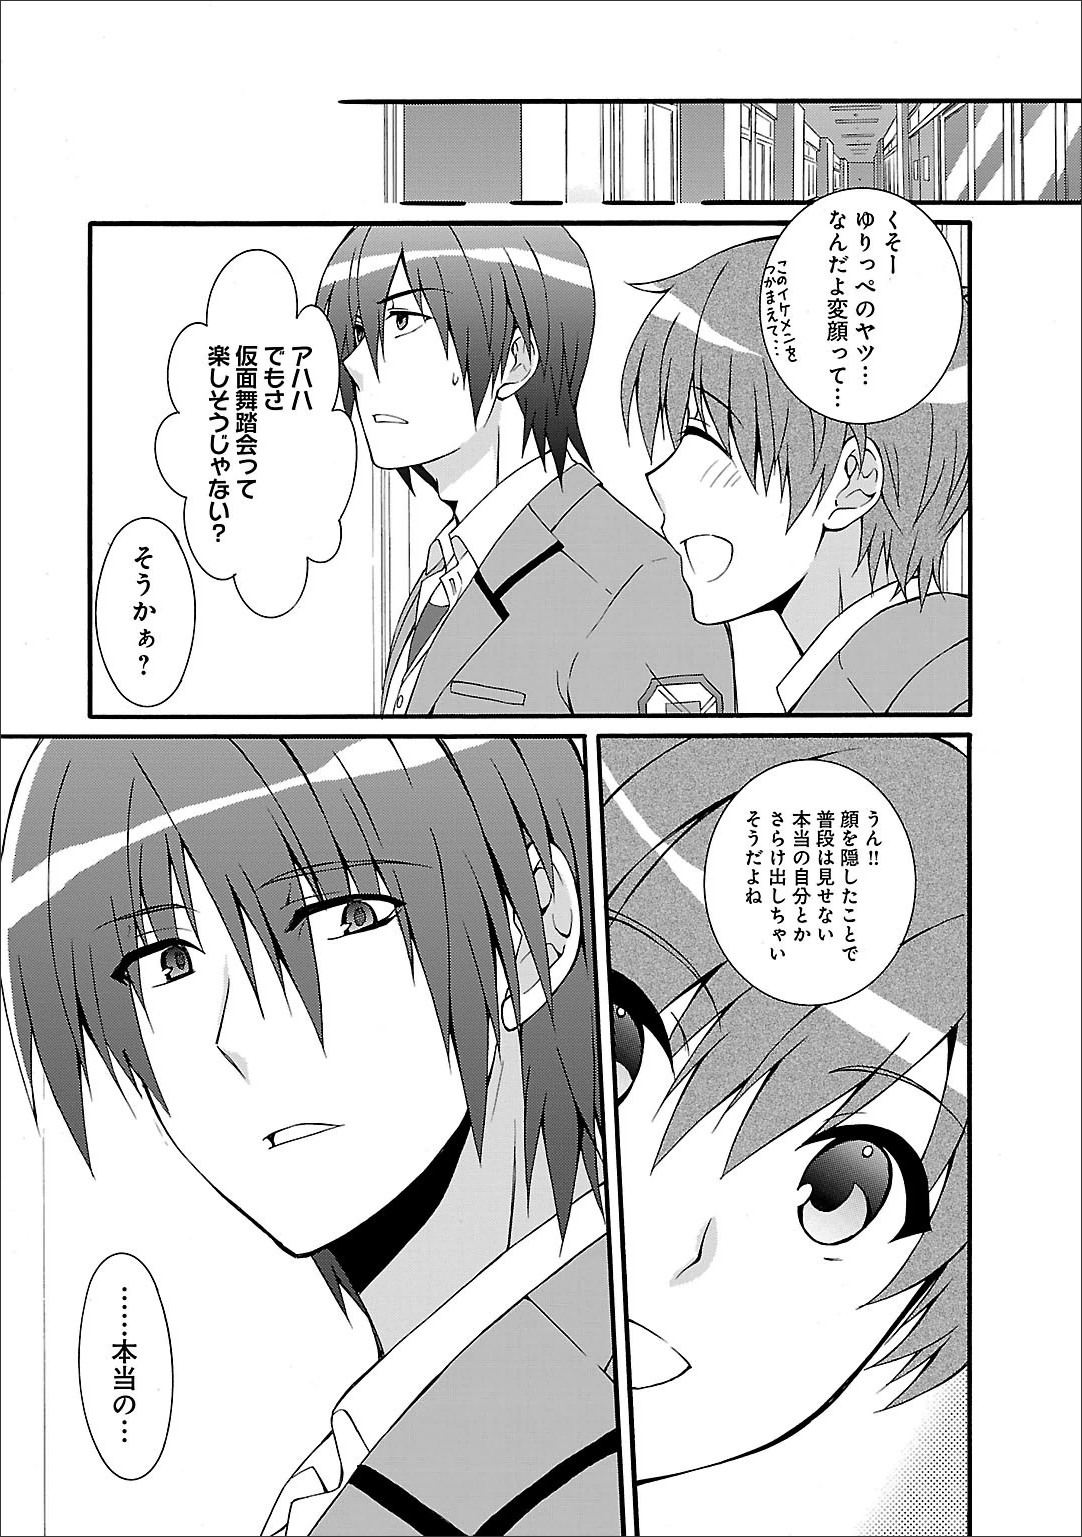 くそー
ゆりっぺのヤツ…
なんだよ変顔って…
このイケメンを
つかまえて…
アハハ
でもさ
仮面舞踏会って
楽しそうじゃない？
そうかぁ？
うん!!
顔を隠したことで
普段は見せない
本当の自分とか
さらけ出しちゃい
そうだよね
……本当の…